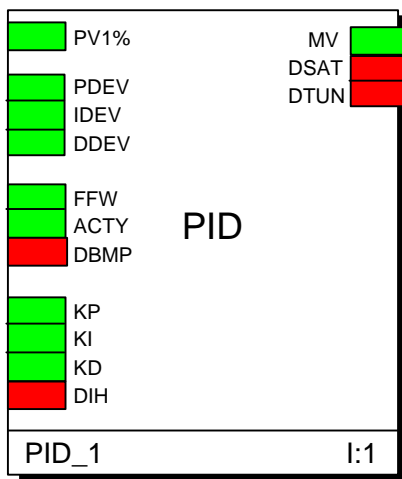 PV1%
MV
DSAT
PDEV
DTUN
IDEV
DDEV
FFW
ACTY
PID
DBMP
KP
KI
KD
DIH
PID_1
I:1